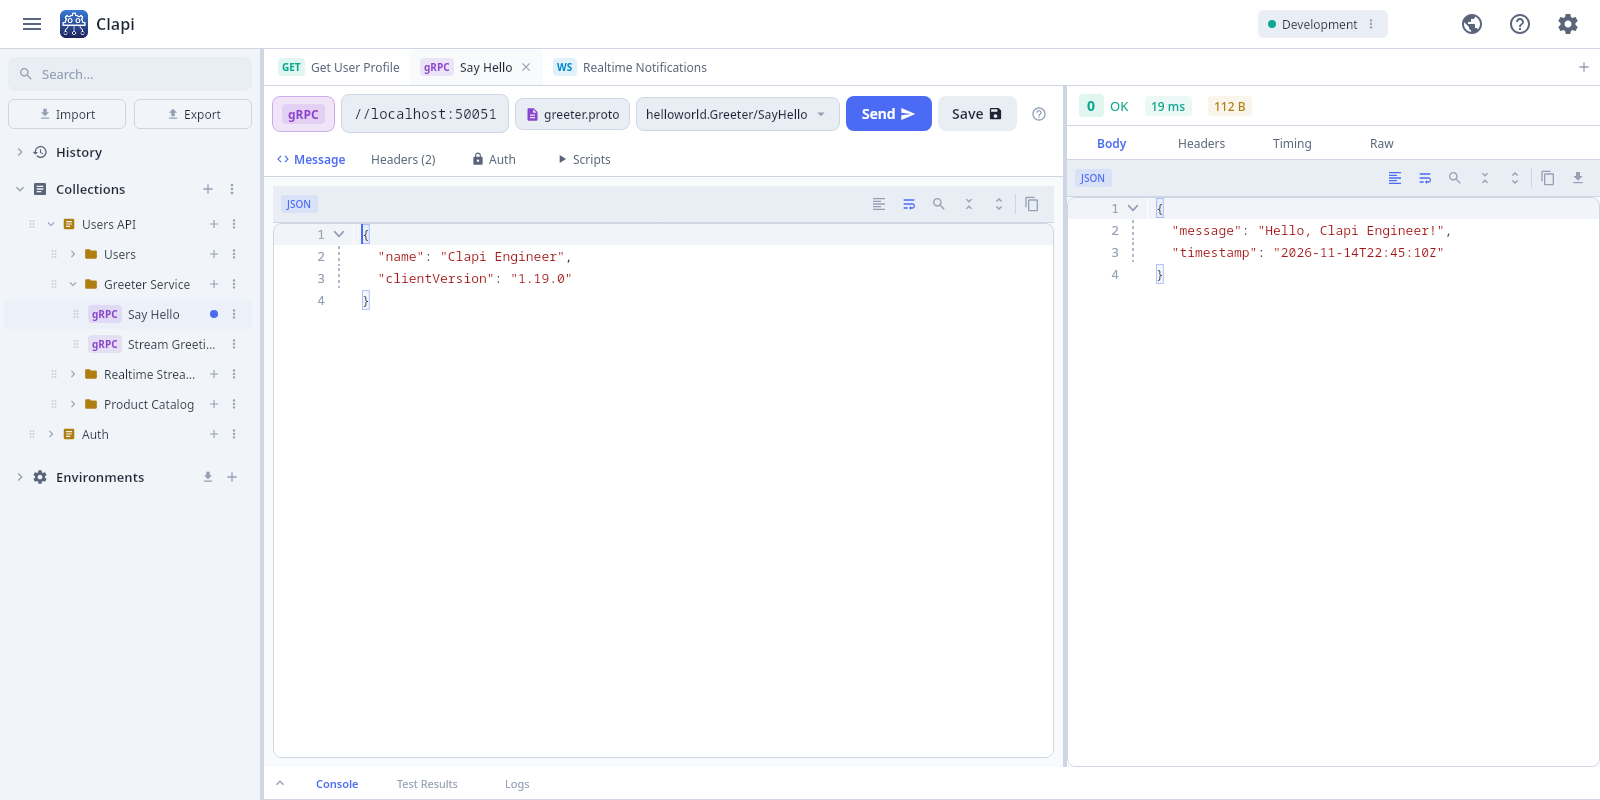 Clapi
Development
Search...
Import
Export
History
Collections
Users API
Users
Greeter Service
gRPC Say Hello
gRPC Stream Greeti...
Realtime Strea...
Product Catalog
Auth
Environments
GET Get User Profile
gRPC Say Hello
WS Realtime Notifications
gRPC
//localhost:50051
greeter.proto
helloworld.Greeter/SayHello
Send
Save
Message
Headers (2)
Auth
Scripts
JSON
1 {
2 "name": "Clapi Engineer",
3 "clientVersion": "1.19.0"
4 }
0 OK
19 ms
112 B
Body
Headers
Timing
Raw
JSON
1 {
2 "message": "Hello, Clapi Engineer!",
3 "timestamp": "2026-11-14T22:45:10Z"
4 }
Console
Test Results
Logs